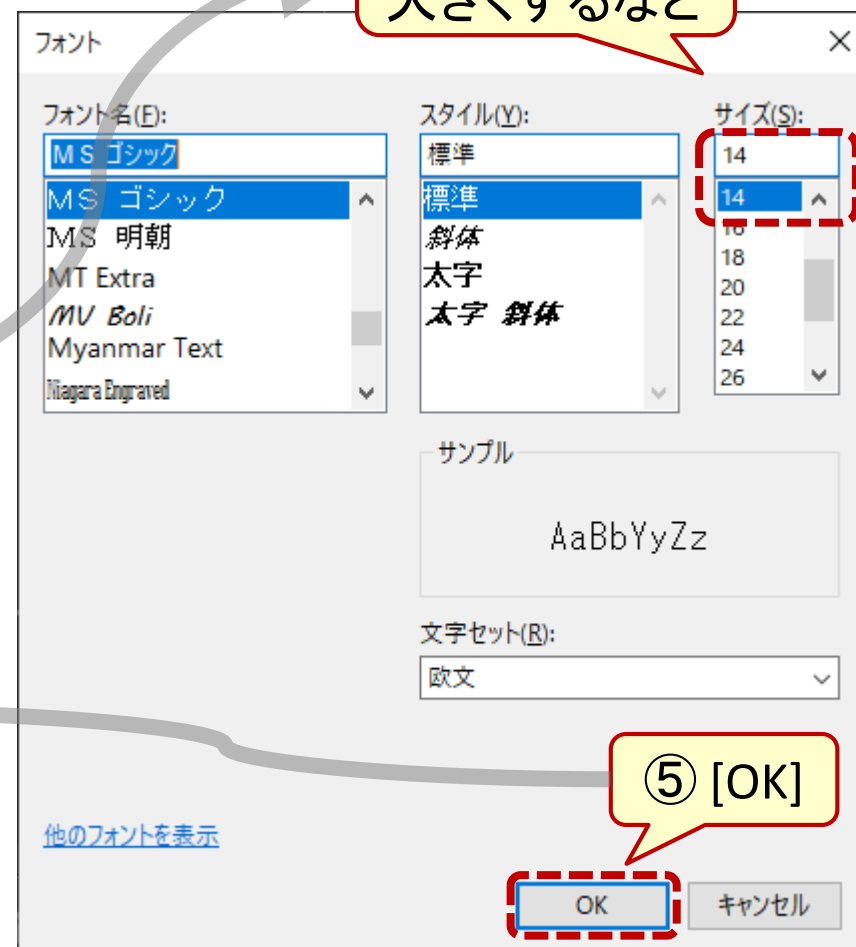 大きくするなど
フォント
フォント名(F):
ＭＳ ゴシック
ＭＳ ゴシック
ＭＳ 明朝
MT Extra
MV Boli
Myanmar Text
Niagara Engraved
スタイル(Y):
標準
標準
斜体
太字
太字 斜体
サイズ(S):
14
14
16
18
20
22
24
26
サンプル
AaBbYyZz
文字セット(R):
欧文
⑤ [OK]
他のフォントを表示
OK
キャンセル